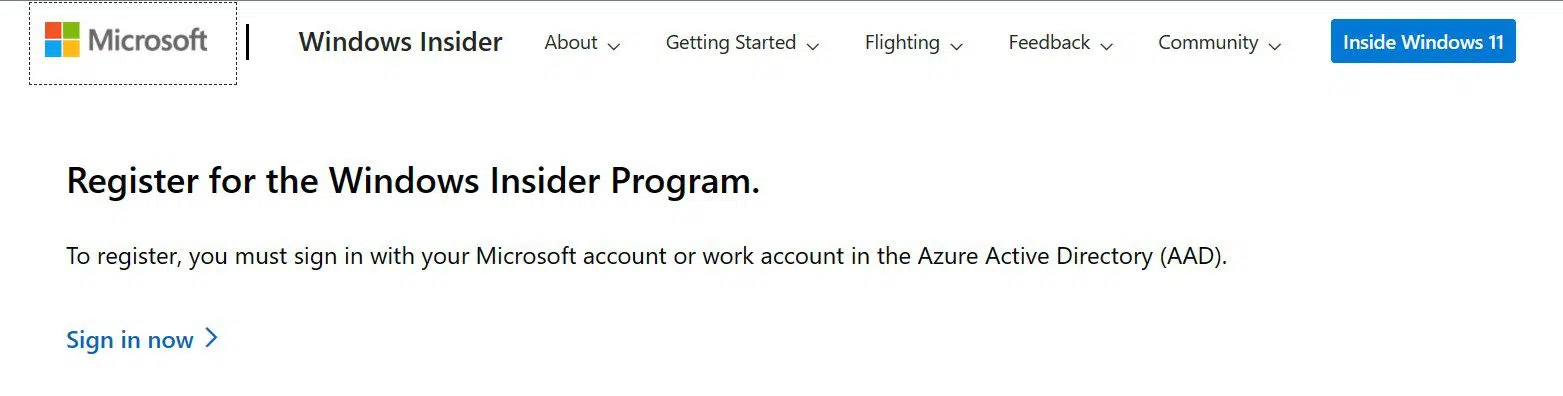 Microsoft
Windows Insider
About
Getting Started
Flighting
Feedback
Community
Inside Windows 11
Register for the Windows Insider Program.
To register, you must sign in with your Microsoft account or work account in the Azure Active Directory (AAD).
Sign in now